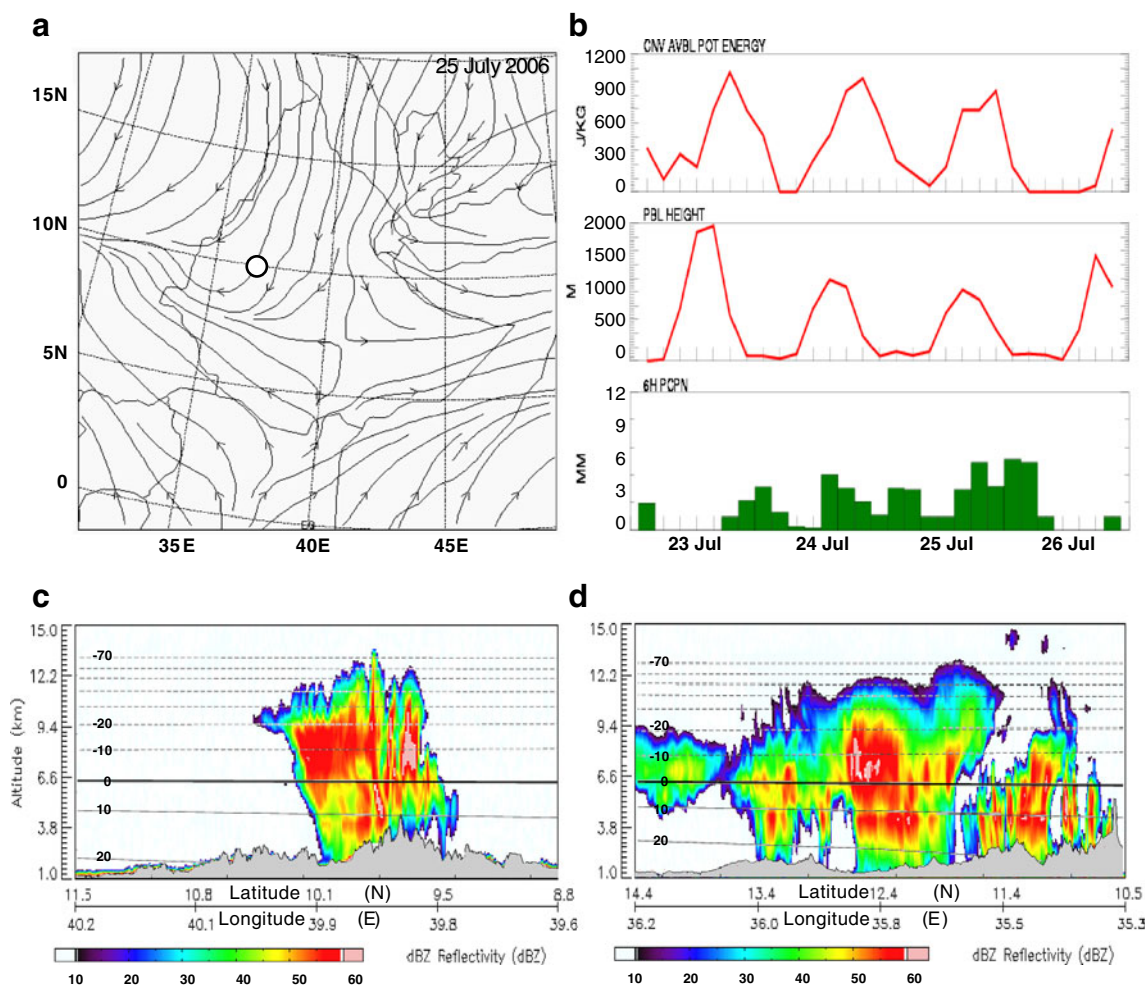 a
25 July 2006
15N
10N
5N
0
EQ
35 E
40 E
45 E
b
CNV AVBL POT ENERGY
1200
900
600
300
0
J/KG
PBL HEIGHT
2000
1500
1000
500
0
M
6H PCPN
12
9
6
3
0
MM
23 Jul
24 Jul
25 Jul
26 Jul
c
15.0
12.2
9.4
6.6
3.8
1.0
Altitude (km)
-70
-20
-10
0
10
20
11.5
10.8
10.1
9.5
8.8
Latitude (N)
40.2
40.1
39.9
39.8
39.6
Longitude (E)
dBZ Reflectivity (dBZ)
10 20 30 40 50 60
d
15.0
12.2
9.4
6.6
3.8
1.0
-70
-20
-10
0
10
20
14.4
13.4
12.4
11.4
10.5
Latitude (N)
36.2
36.0
35.8
35.5
35.3
Longitude (E)
dBZ Reflectivity (dBZ)
10 20 30 40 50 60